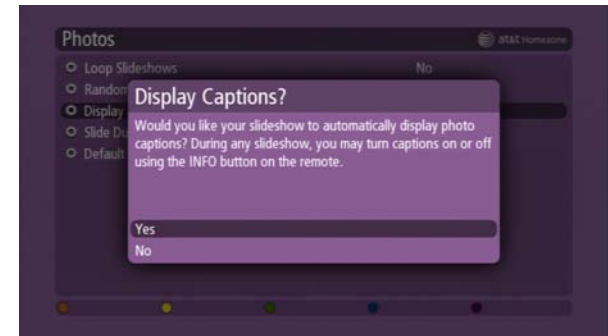 Photos
at&t Homezone
Loop Slideshows No
Random
Display Captions?
Display
Would you like your slideshow to automatically display photo
captions? During any slideshow, you may turn captions on or off
using the INFO button on the remote.
Slide Du
Default
Yes
No